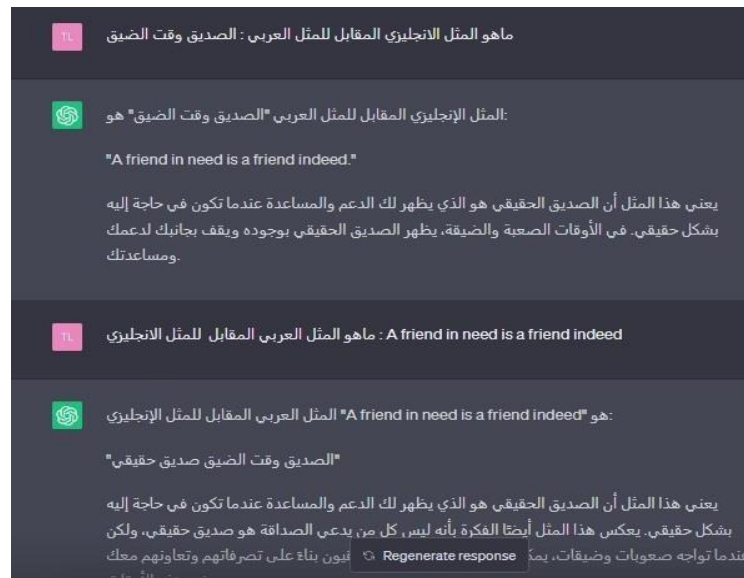 TL
ماهو المثل الانجليزي المقابل للمثل العربي : الصديق وقت الضيق
المثل الإنجليزي المقابل للمثل العربي "الصديق وقت الضيق" هو:
"A friend in need is a friend indeed."
يعني هذا المثل أن الصديق الحقيقي هو الذي يظهر لك الدعم والمساعدة عندما تكون في حاجة إليه
بشكل حقيقي. في الأوقات الصعبة والضيقة، يظهر الصديق الحقيقي بوجوده ويقف بجانبك لدعمك
ومساعدتك.
TL
ماهو المثل العربي المقابل للمثل الانجليزي : A friend in need is a friend indeed
المثل العربي المقابل للمثل الإنجليزي "A friend in need is a friend indeed" هو:
"الصديق وقت الضيق صديق حقيقي"
يعني هذا المثل أن الصديق الحقيقي هو الذي يظهر لك الدعم والمساعدة عندما تكون في حاجة إليه
بشكل حقيقي. يعكس هذا المثل أيضًا الفكرة بأنه ليس كل من يدعي الصداقة هو صديق حقيقي، ولكن
عندما تواجه صعوبات وضيقات، بناءً على تصرفاتهم وتعاونهم معك
Regenerate response